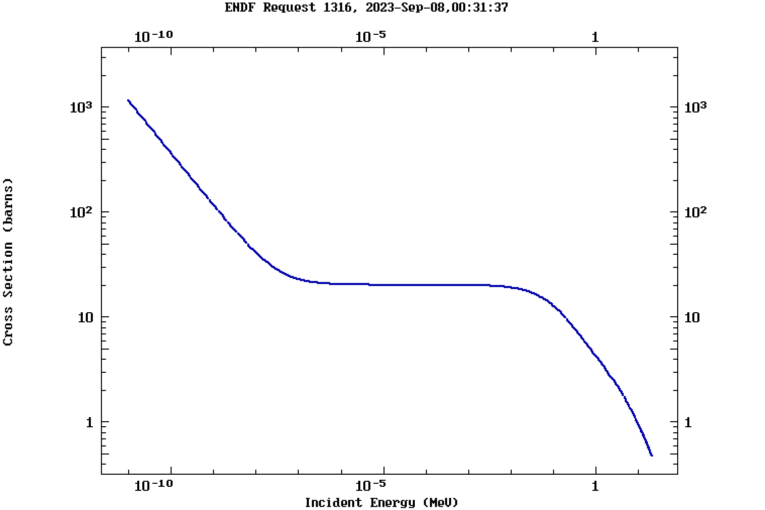 ENDF Request 1316, 2023-Sep-08,00:31:37
10⁻¹⁰ 10⁻⁵ 1
10³ 10³
10² 10²
10 10
1 1
10⁻¹⁰ 10⁻⁵ 1
Incident Energy (MeV)
Cross Section (barns)